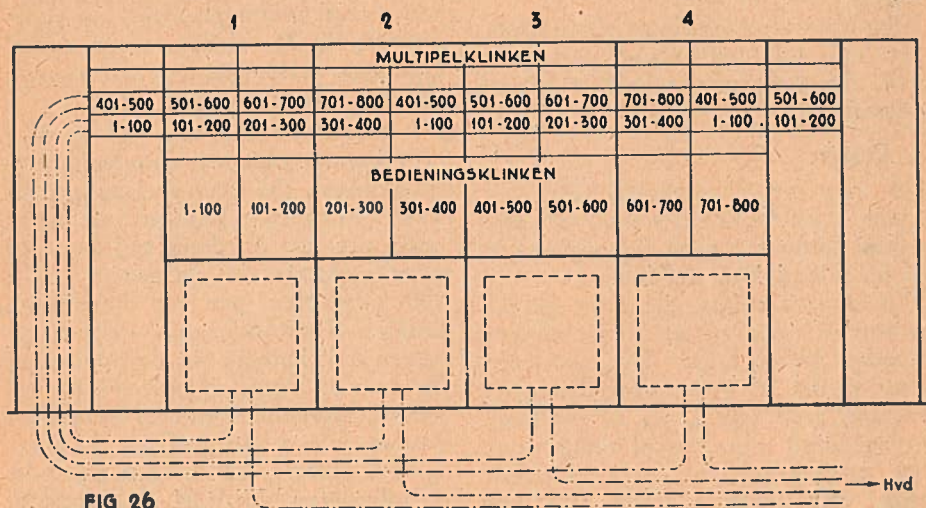 1 2 3 4
MULTIPELKLINKEN
401-500 501-600 601-700 701-800 401-500 501-600 601-700 701-800 401-500 501-600
1-100 101-200 201-300 301-400 1-100 101-200 201-300 301-400 1-100 101-200
BEDIENINGSKLINKEN
1-100 101-200 201-300 301-400 401-500 501-600 601-700 701-800
Hvd
FIG 26